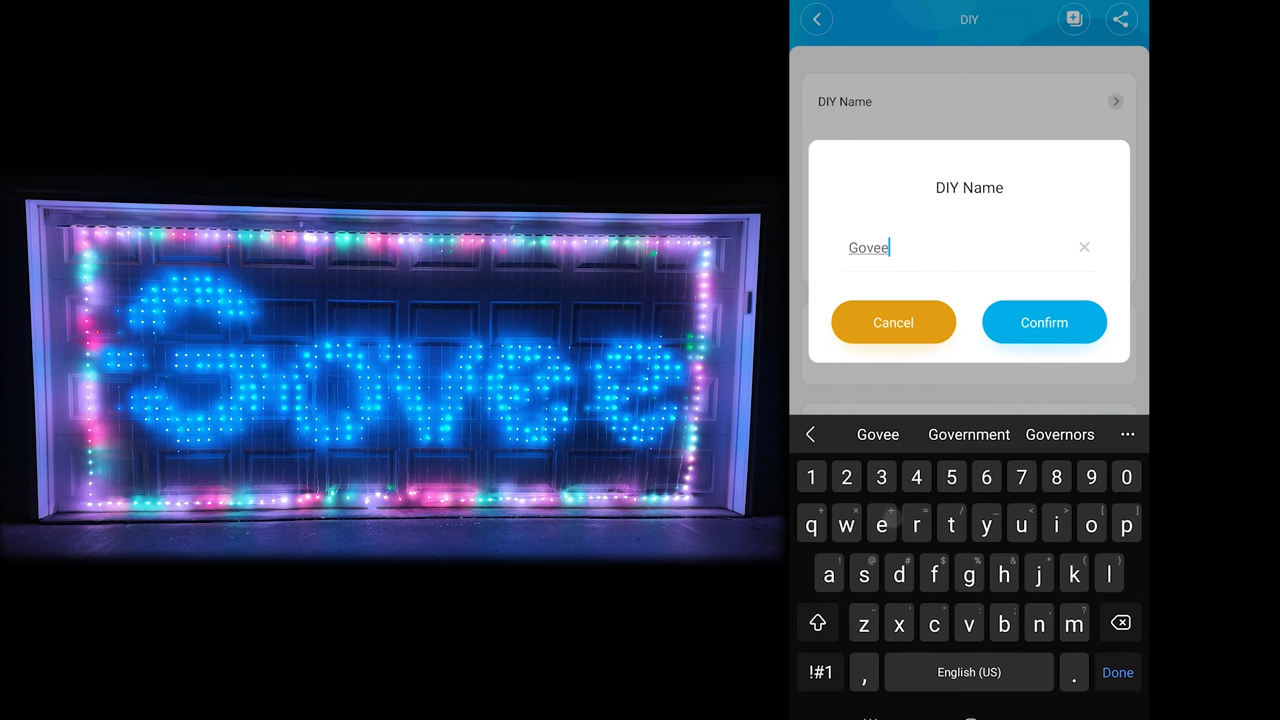 Govee
DIY
DIY Name
DIY Name
Govee
Cancel
Confirm
Govee Government Governors ...
1 2 3 4 5 6 7 8 9 0
q w e r t y u i o p
a s d f g h j k l
z x c v b n m
!#1 , English (US) . Done